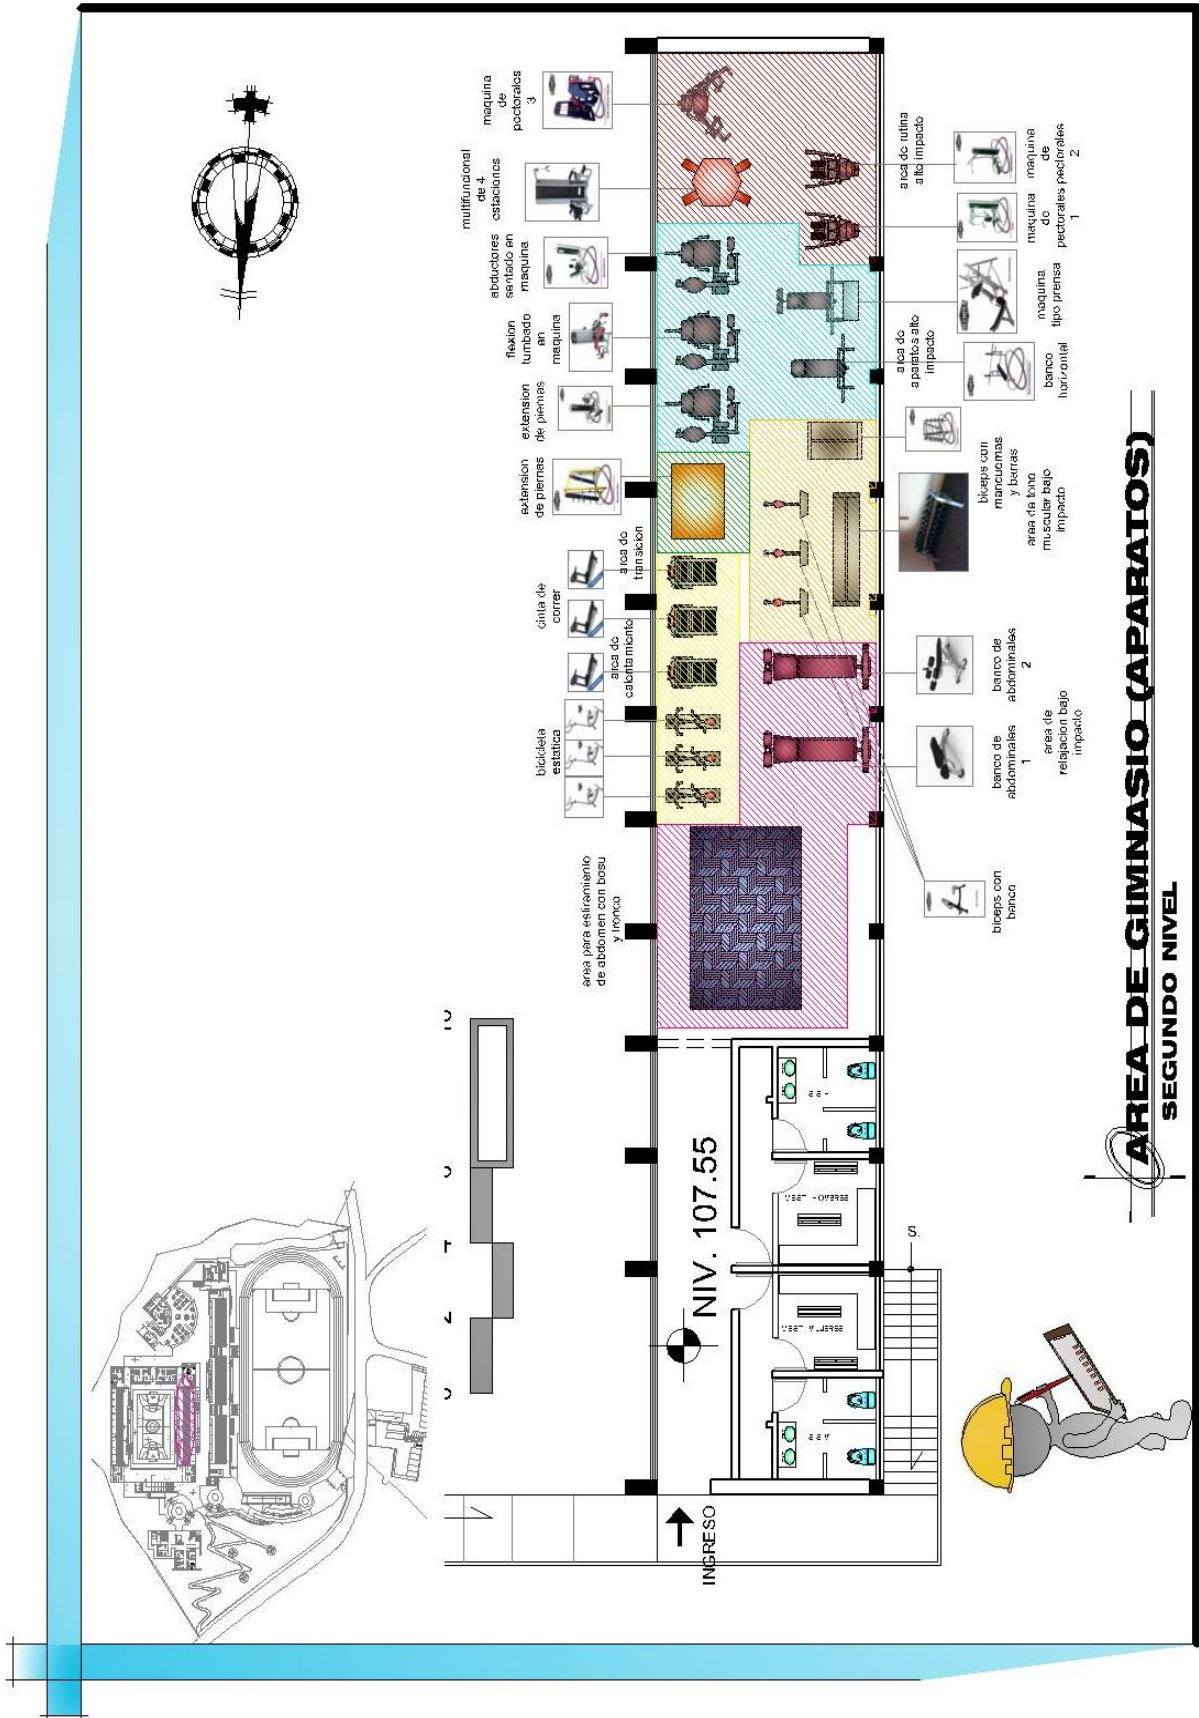 maquina
de
pectorales
3
multifuncional
de 4
estaciones
abductores
sentado en
maquina
flexion
tumbado
en
maquina
extension
de piernas
extension
de piernas
area de
transicion
cinta de
correr
area de
calentamiento
bicicleta
estatica
area para estiramiento
de abdomen con bosu
y tronco
area de rutina
alto impacto
maquina
de
pectorales
2
maquina
de
pectorales
1
maquina
tipo prensa
area de
aparatos alto
impacto
banco
horizontal
biceps con
mancuernas
y barras
area de tono
muscular bajo
impacto
banco de
abdominales
2
banco de
abdominales
1
area de
relajacion bajo
impacto
biceps con
banco
NIV. 107.55
S.
INGRESO
AREA DE GIMNASIO (APARATOS)
SEGUNDO NIVEL